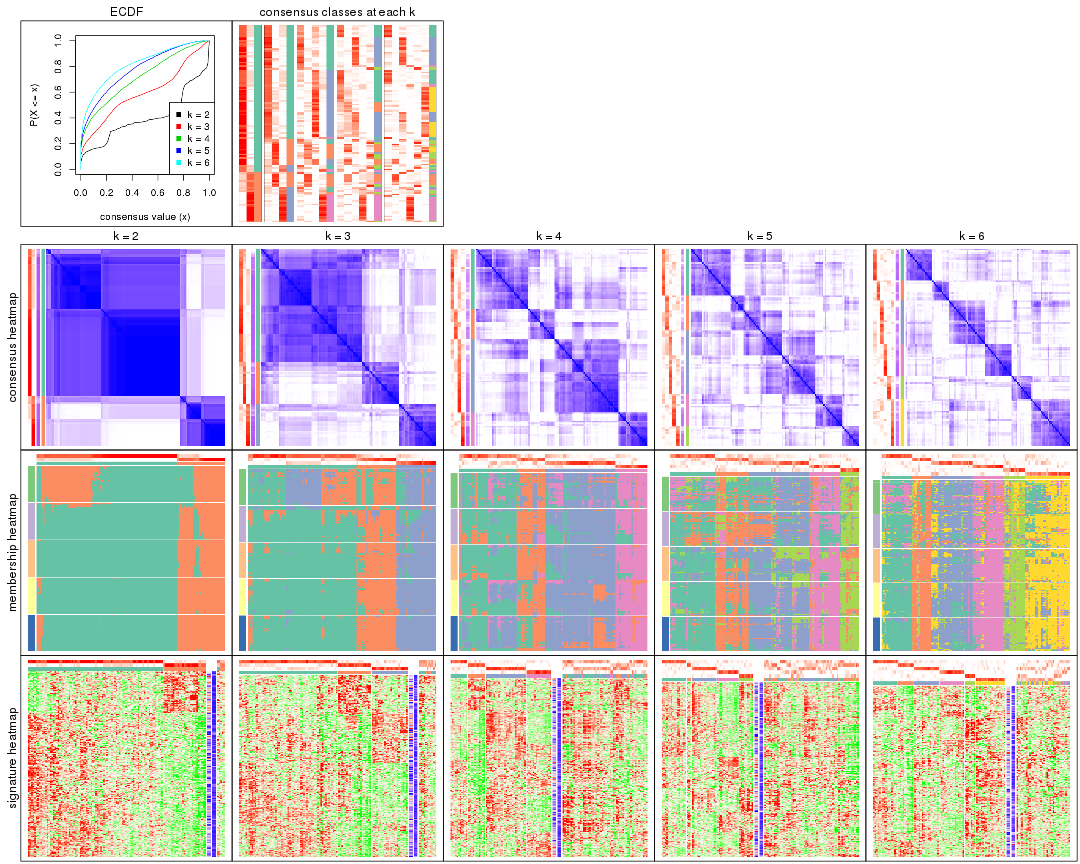 ECDF
consensus classes at each k
P(X <= x)
0.0 0.2 0.4 0.6 0.8 1.0
k = 2
k = 3
k = 4
k = 5
k = 6
0.0 0.2 0.4 0.6 0.8 1.0
consensus value (x)
k = 2 k = 3 k = 4 k = 5 k = 6
consensus heatmap
membership heatmap
signature heatmap